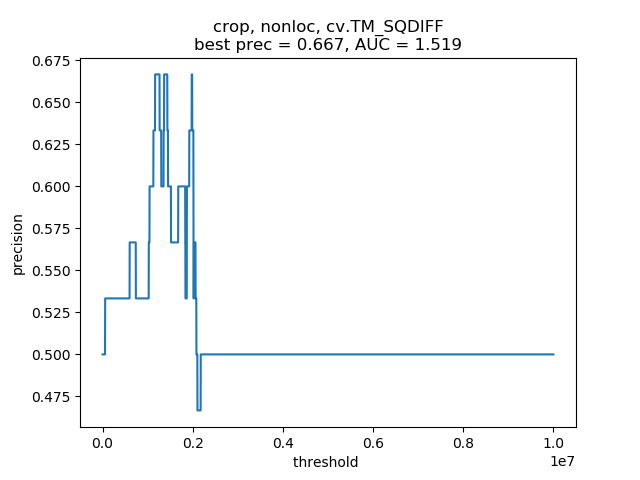 crop, nonloc, cv.TM_SQDIFF
best prec = 0.667, AUC = 1.519
0.675
0.650
0.625
0.600
0.575
0.550
0.525
0.500
0.475
precision
0.0 0.2 0.4 0.6 0.8 1.0
1e7
threshold